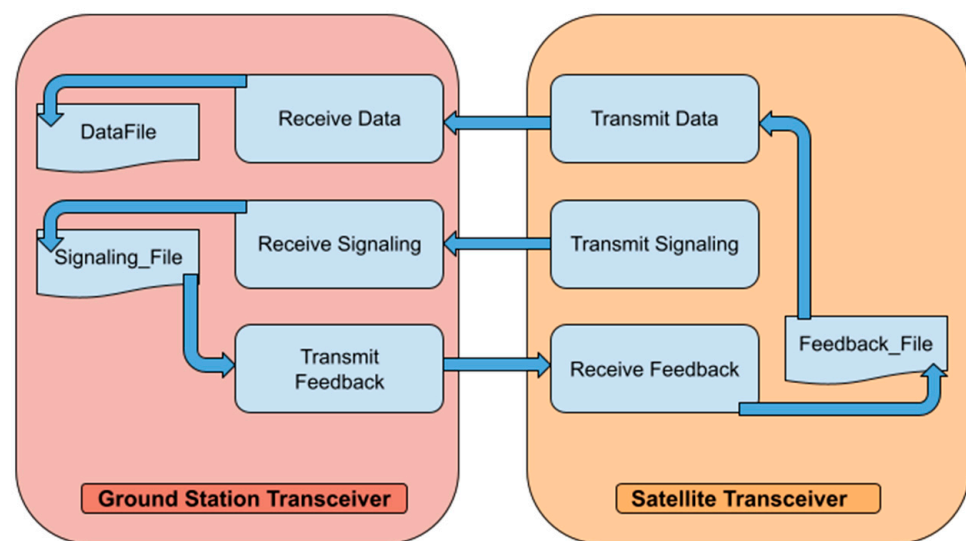 Receive Data
Transmit Data
DataFile
Receive Signaling
Transmit Signaling
Signaling_File
Transmit
Feedback
Receive Feedback
Feedback_File
Ground Station Transceiver
Satellite Transceiver